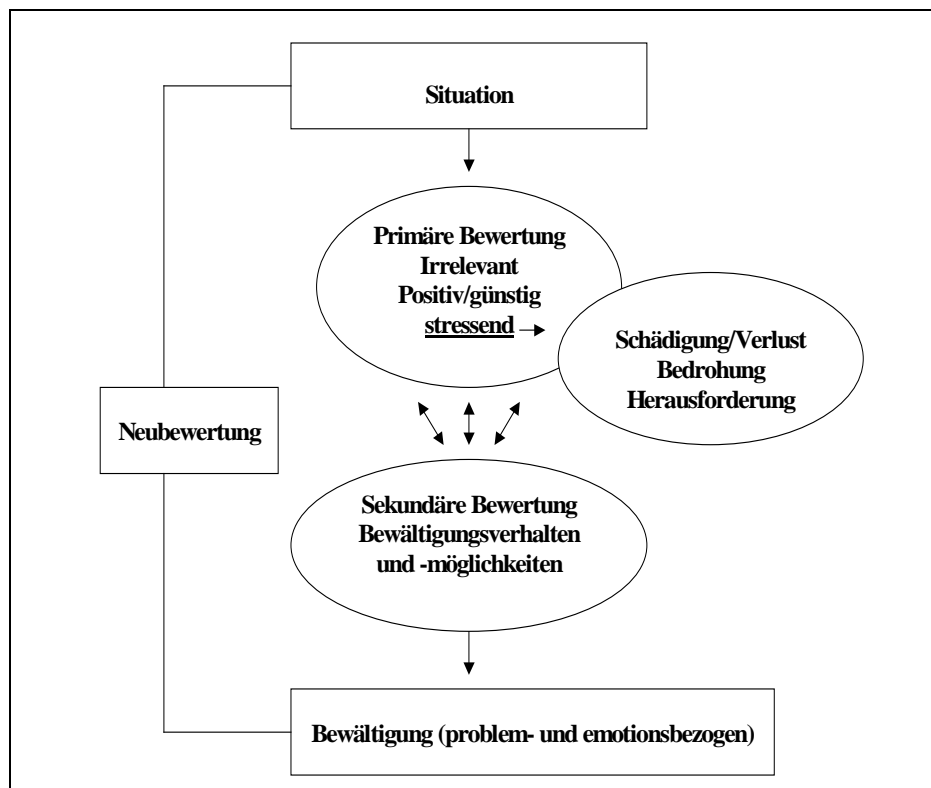 Situation
Primäre Bewertung
Irrelevant
Positiv/günstig
stressend
Schädigung/Verlust
Bedrohung
Herausforderung
Neubewertung
Sekundäre Bewertung
Bewältigungsverhalten
und -möglichkeiten
Bewältigung (problem- und emotionsbezogen)